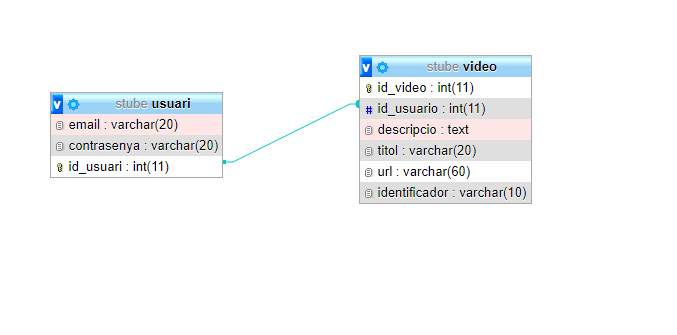 v stube usuari
email : varchar(20)
contrasenya : varchar(20)
id_usuari : int(11)
v stube video
id_video : int(11)
# id_usuario : int(11)
descripcio : text
titol : varchar(20)
url : varchar(60)
identificador : varchar(10)